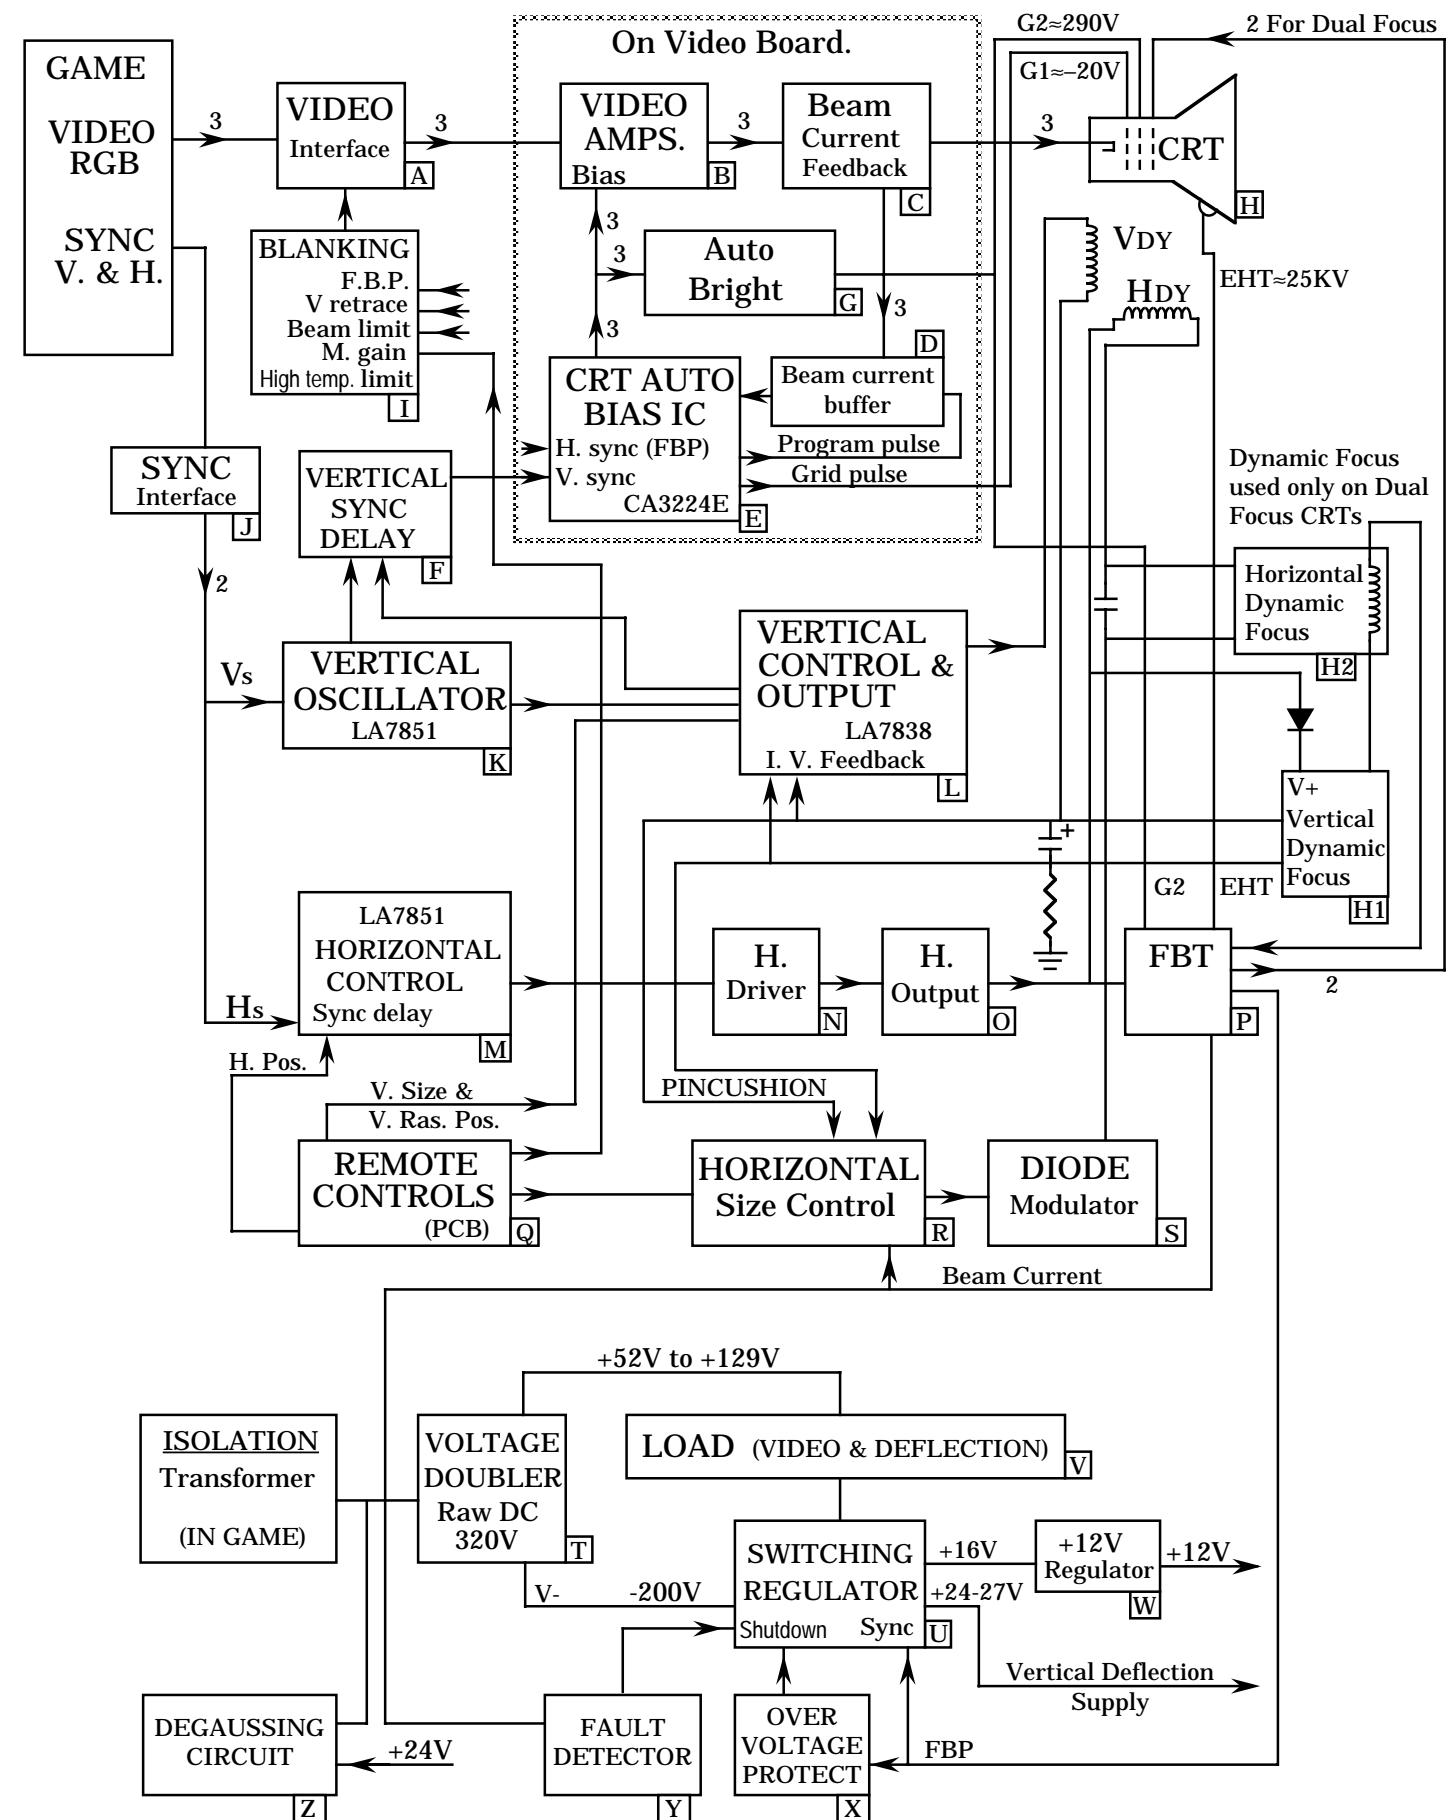 On Video Board.
G2≈290V
2 For Dual Focus
G1≈–20V
GAME
VIDEO
RGB
SYNC
V. & H.
3
VIDEO
Interface
A
3
VIDEO
AMPS.
Bias
B
3
Beam
Current
Feedback
C
3
CRT
H
BLANKING
F.B.P.
V retrace
Beam limit
M. gain
High temp. limit
I
3
3
Auto
Bright
G
3
3
VDY
HDY
EHT≈25KV
D
Beam current
buffer
CRT AUTO
BIAS IC
H. sync (FBP)
V. sync
CA3224E
E
Program pulse
Grid pulse
SYNC
Interface
J
VERTICAL
SYNC
DELAY
F
2
Dynamic Focus
used only on Dual
Focus CRTs
Horizontal
Dynamic
Focus
H2
Vs
VERTICAL
OSCILLATOR
LA7851
K
VERTICAL
CONTROL &
OUTPUT
LA7838
I. V. Feedback
L
V+
Vertical
Dynamic
Focus
H1
+
G2
EHT
LA7851
HORIZONTAL
CONTROL
Sync delay
M
Hs
H. Pos.
H.
Driver
N
H.
Output
O
FBT
P
2
V. Size &
V. Ras. Pos.
PINCUSHION
REMOTE
CONTROLS
(PCB)
Q
HORIZONTAL
Size Control
R
DIODE
Modulator
S
Beam Current
+52V to +129V
ISOLATION
Transformer
(IN GAME)
VOLTAGE
DOUBLER
Raw DC
320V
T
LOAD (VIDEO & DEFLECTION)
V
V-
-200V
SWITCHING
REGULATOR
Shutdown
Sync
U
+16V
+24-27V
+12V
Regulator
W
+12V
Vertical Deflection
Supply
DEGAUSSING
CIRCUIT
Z
+24V
FAULT
DETECTOR
Y
OVER
VOLTAGE
PROTECT
X
FBP